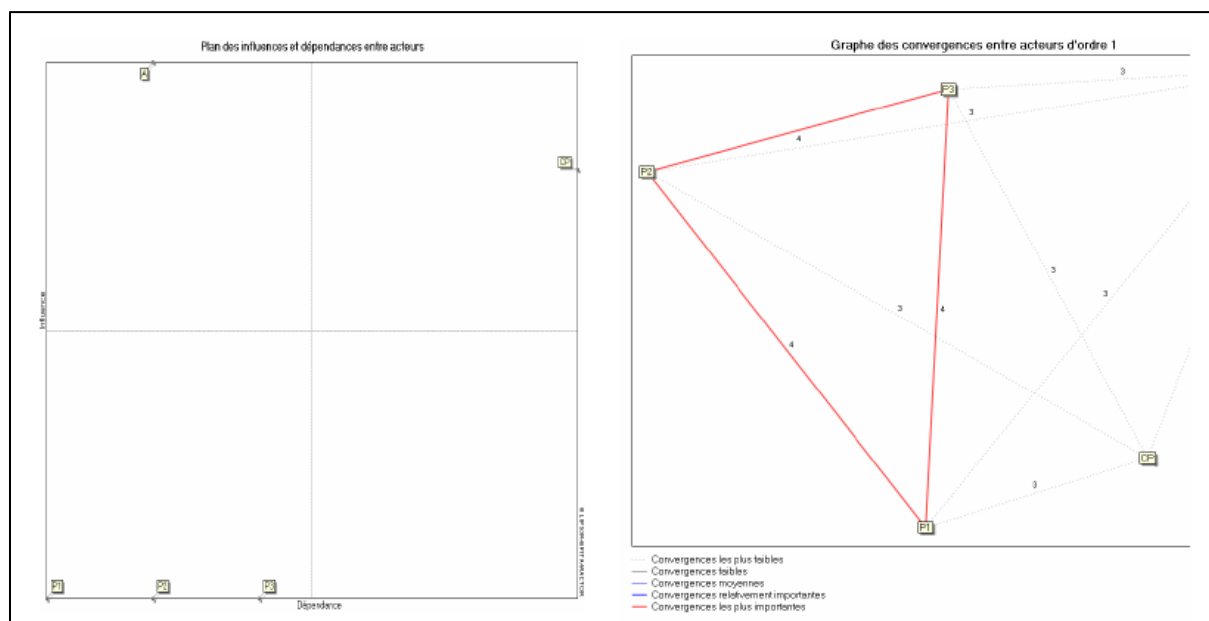 Plan des influences et dépendances entre acteurs
A
CP
Influence
P1
P2
P3
Dépendance
Graphe des convergences entre acteurs d'ordre 1
P3
3
3
4
P2
3
3
3
4
4
CP
3
P1
Convergences les plus faibles
Convergences faibles
Convergences moyennes
Convergences relativement importantes
Convergences les plus importantes